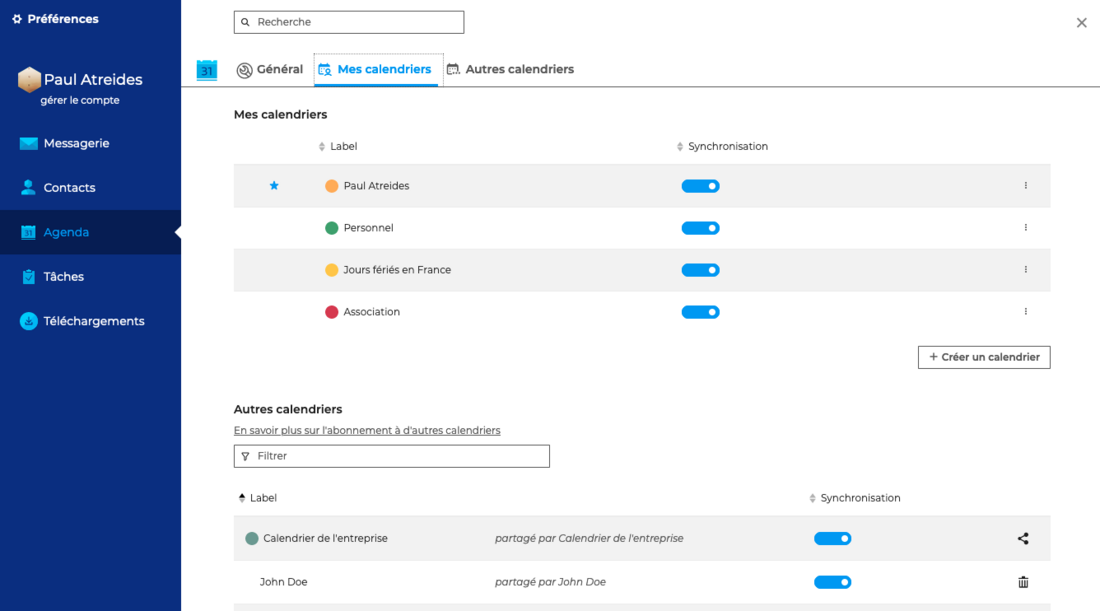 Préférences
Recherche
Paul Atreides
gérer le compte
31
Général
Mes calendriers
Autres calendriers
Messagerie
Contacts
31
Agenda
Tâches
Téléchargements
Mes calendriers
Label
Synchronisation
Paul Atreides
Personnel
Jours fériés en France
Association
+ Créer un calendrier
Autres calendriers
En savoir plus sur l'abonnement à d'autres calendriers
Filtrer
Label
Synchronisation
Calendrier de l'entreprise
partagé par Calendrier de l'entreprise
John Doe
partagé par John Doe